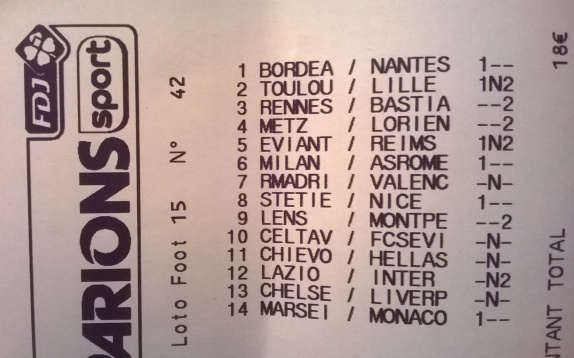 FDJ
sport
PARIONS
Loto Foot 15 N° 42
1 BORDEA / NANTES 1--
2 TOULOU / LILLE 1N2
3 RENNES / BASTIA --2
4 METZ / LORIEN --2
5 EVIANT / REIMS 1N2
6 MILAN / ASROME 1--
7 RMADRI / VALENC -N-
8 STETIE / NICE 1--
9 LENS / MONTPE --2
10 CELTAV / FCSEVI -N-
11 CHIEVO / HELLAS -N-
12 LAZIO / INTER -N2
13 CHELSE / LIVERP -N-
14 MARSEI / MONACO 1--
NTANT TOTAL 18€